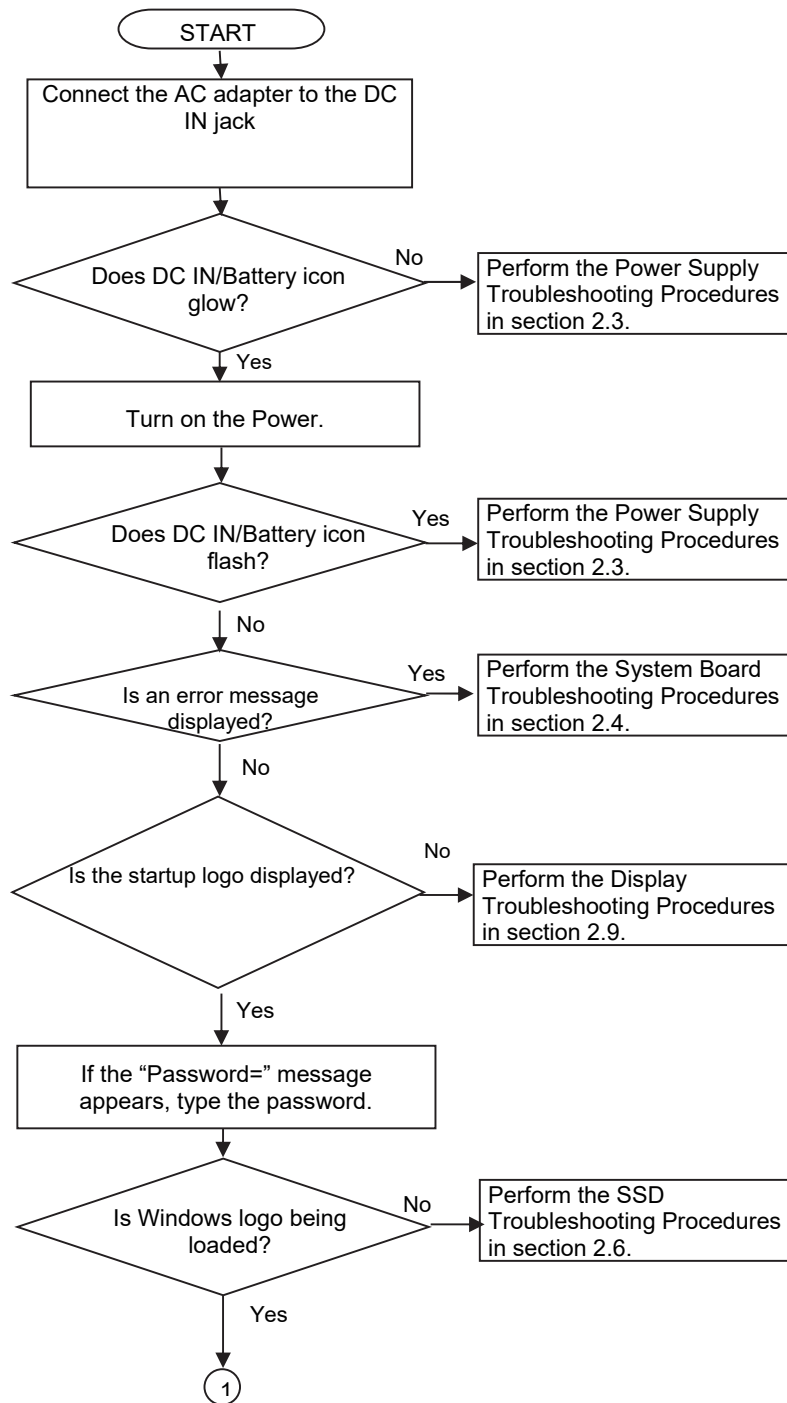 START
Connect the AC adapter to the DC
IN jack
Does DC IN/Battery icon
glow?
No
Perform the Power Supply
Troubleshooting Procedures
in section 2.3.
Yes
Turn on the Power.
Does DC IN/Battery icon
flash?
Yes
Perform the Power Supply
Troubleshooting Procedures
in section 2.3.
No
Is an error message
displayed?
Yes
Perform the System Board
Troubleshooting Procedures
in section 2.4.
No
Is the startup logo displayed?
No
Perform the Display
Troubleshooting Procedures
in section 2.9.
Yes
If the “Password=” message
appears, type the password.
Is Windows logo being
loaded?
No
Perform the SSD
Troubleshooting Procedures
in section 2.6.
Yes
1